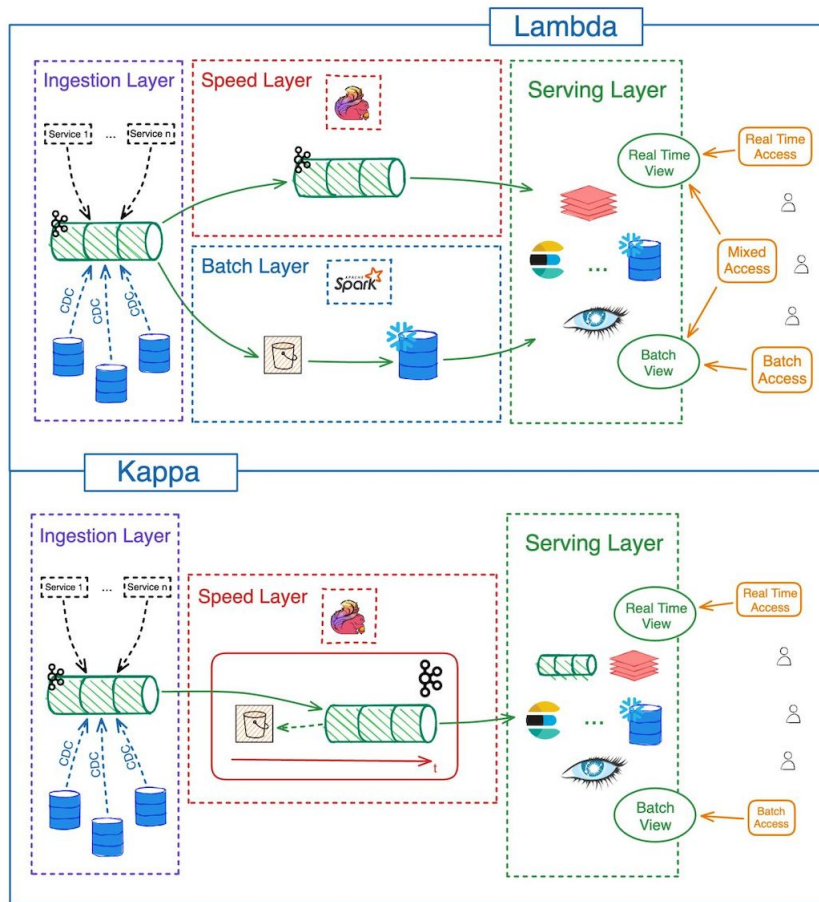 Lambda
Ingestion Layer
Service 1 ... Service n
CDC
CDC
CDC
Speed Layer
Batch Layer
APACHE
Spark
Serving Layer
Real Time
View
...
Batch
View
Real Time
Access
Mixed
Access
Batch
Access
Kappa
Ingestion Layer
Service 1 ... Service n
CDC
CDC
CDC
Speed Layer
t
Serving Layer
Real Time
View
...
Batch
View
Real Time
Access
Batch
Access